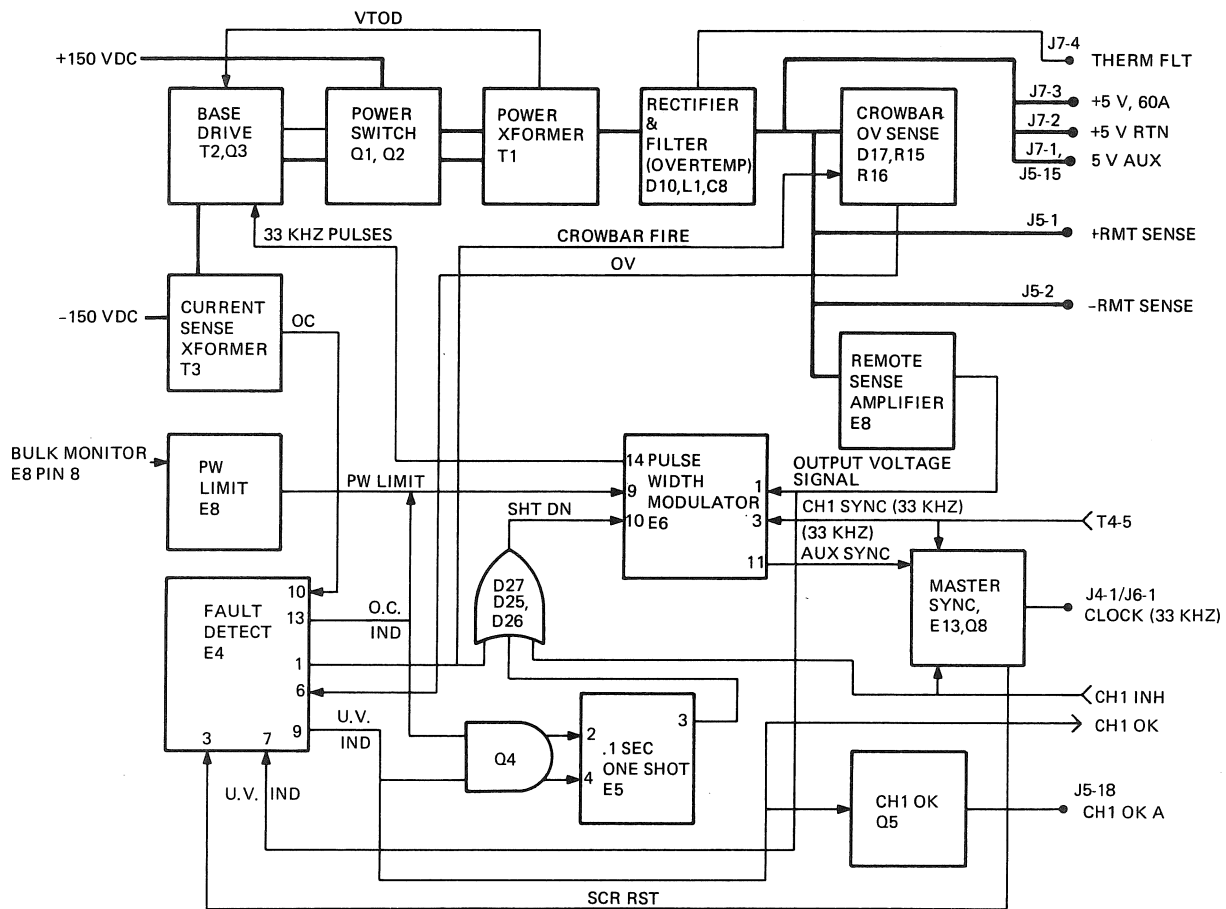 VTOD
+150 VDC
BASE
DRIVE
T2,Q3
POWER
SWITCH
Q1, Q2
POWER
XFORMER
T1
RECTIFIER
&
FILTER
(OVERTEMP)
D10,L1,C8
CROWBAR
OV SENSE
D17,R15
R16
J7-4
THERM FLT
J7-3
+5 V, 60A
J7-2
+5 V RTN
J7-1,
5 V AUX
J5-15
33 KHZ PULSES
CROWBAR FIRE
OV
J5-1
+RMT SENSE
J5-2
–RMT SENSE
–150 VDC
CURRENT
SENSE
XFORMER
T3
OC
REMOTE
SENSE
AMPLIFIER
E8
BULK MONITOR
E8 PIN 8
PW
LIMIT
E8
PW LIMIT
SHT DN
14 PULSE
9 WIDTH
MODULATOR
10 E6
1
3
11
OUTPUT VOLTAGE
SIGNAL
CH1 SYNC (33 KHZ)
(33 KHZ)
AUX SYNC
T4-5
MASTER
SYNC,
E13,Q8
J4-1/J6-1
CLOCK (33 KHZ)
FAULT
DETECT
E4
10
13
1
6
9
3
7
O.C.
IND
D27
D25,
D26
CH1 INH
CH1 OK
U.V.
IND
Q4
2
4
3
.1 SEC
ONE SHOT
E5
U.V. IND
CH1 OK
Q5
J5-18
CH1 OK A
SCR RST